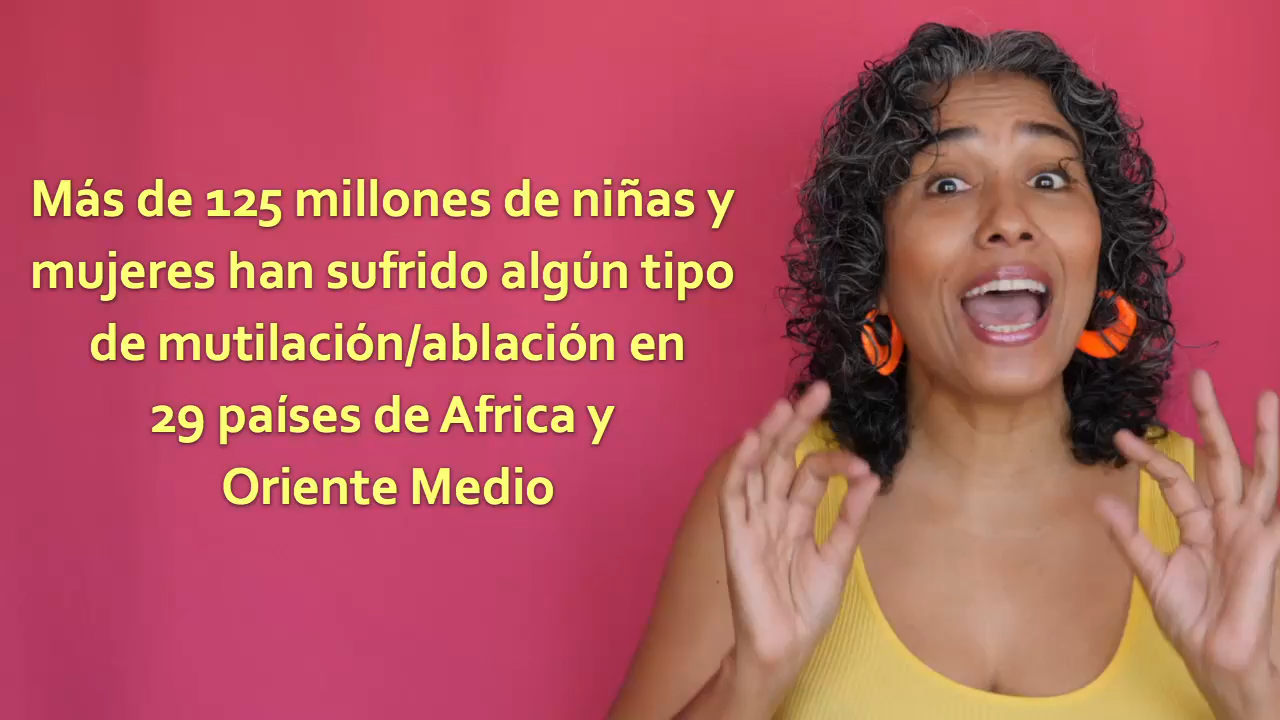 Más de 125 millones de niñas y
mujeres han sufrido algún tipo
de mutilación/ablación en
29 países de Africa y
Oriente Medio